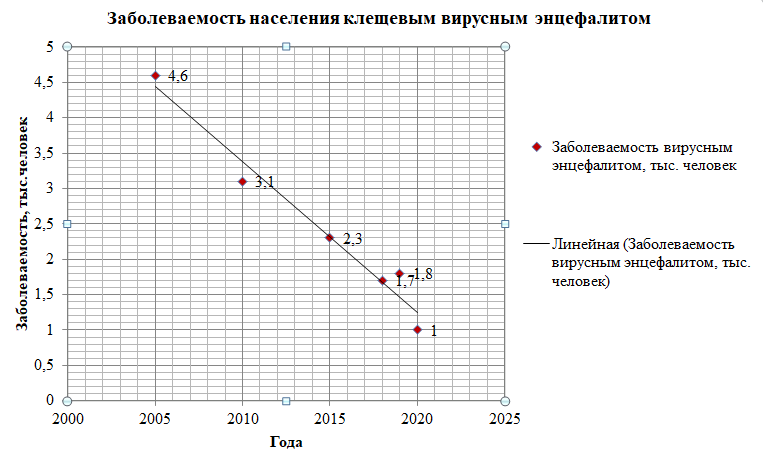 Заболеваемость населения клещевым вирусным энцефалитом
Заболеваемость, тыс.человек
5
4,5
4
3,5
3
2,5
2
1,5
1
0,5
0
4,6
3,1
2,3
1,7
1,8
1
2000
2005
2010
2015
2020
2025
Года
Заболеваемость вирусным
энцефалитом, тыс. человек
Линейная (Заболеваемость
вирусным энцефалитом, тыс.
человек)